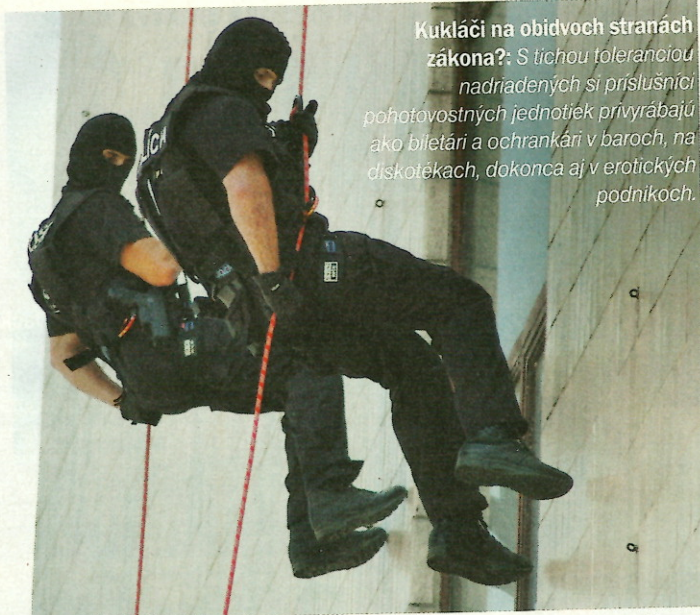 Kukláči na obidvoch stranách
zákona?: S tichou toleranciou
nadriadených si príslušníci
pohotovostných jednotiek privyrábajú
ako biletári a ochrankári v baroch, na
diskotékach, dokonca aj v erotických
podnikoch.